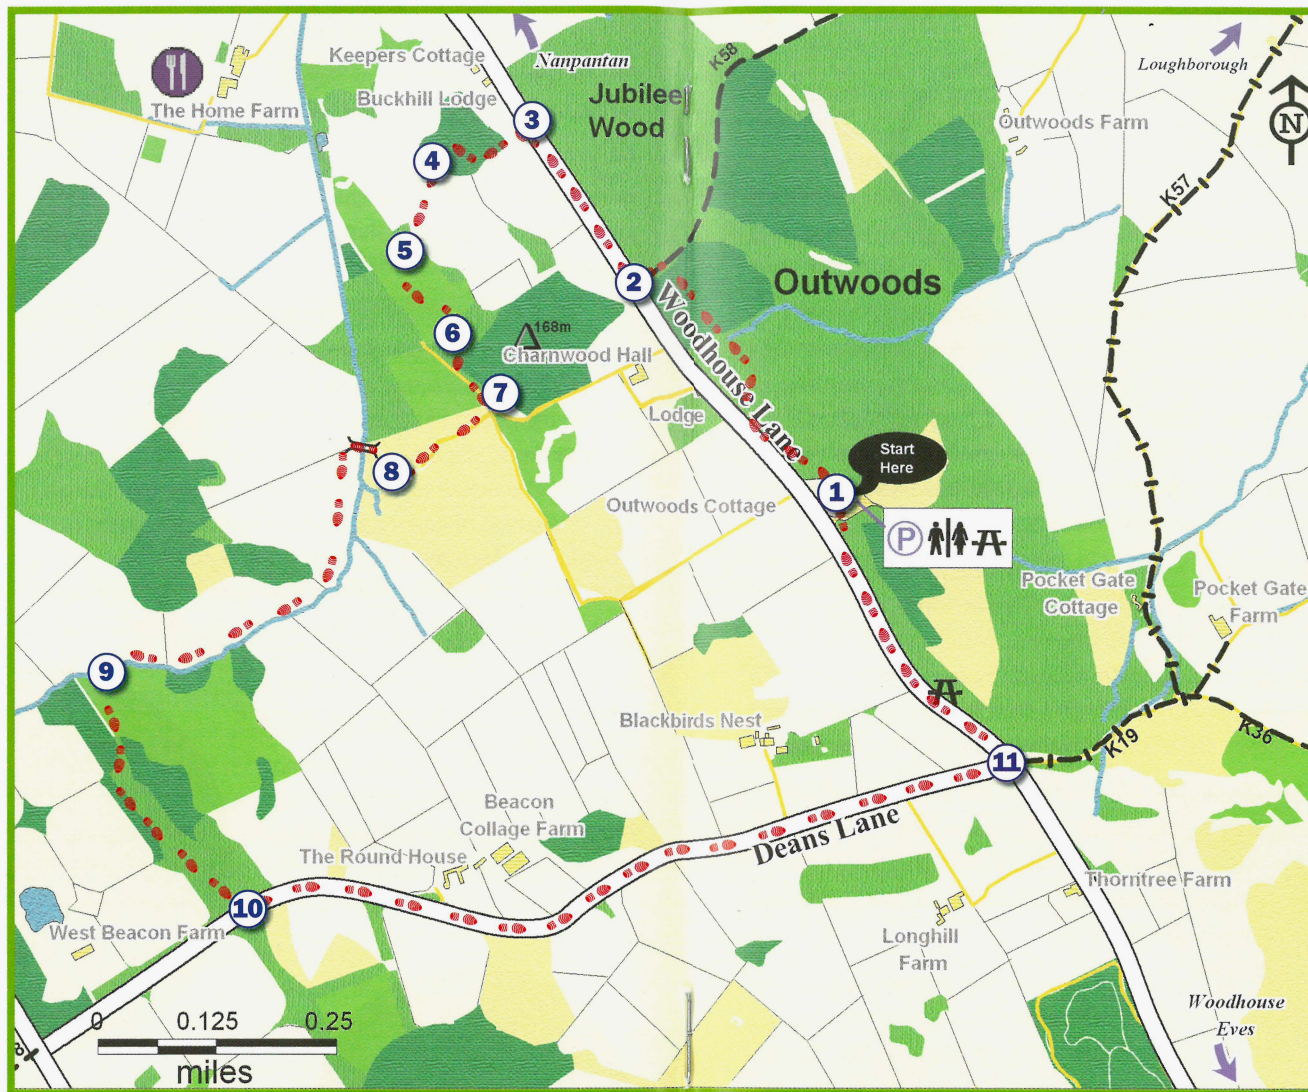 Nanpantan
K58
Loughborough
Keepers Cottage
The Home Farm
Buckhill Lodge
Jubilee
Wood
3
N
Outwoods Farm
4
K57
5
2
Outwoods
Woodhouse Lane
6
168m
Charnwood Hall
7
Lodge
Start
Here
8
1
Outwoods Cottage
P
Pocket Gate
Cottage
Pocket Gate
Farm
9
Blackbirds Nest
K19
K36
11
Beacon
Collage Farm
Deans Lane
The Round House
Thorntree Farm
10
West Beacon Farm
Longhill
Farm
Woodhouse
Eves
0 0.125 0.25
miles